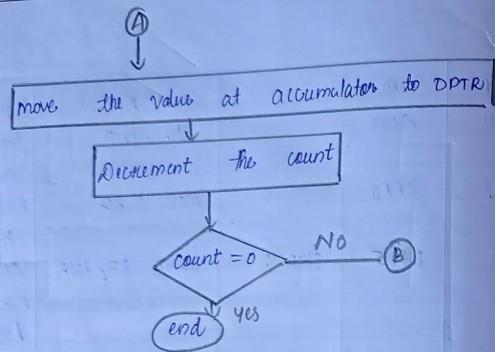 A
move the value at accumulator to DPTR
Decrement the count
count = 0
NO
B
yes
end